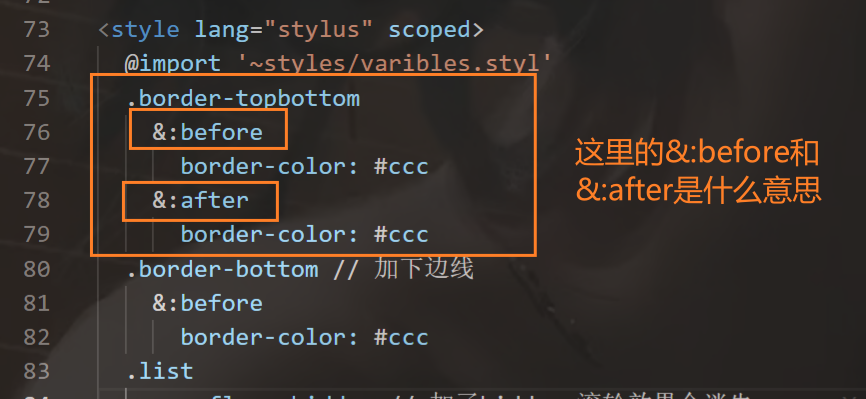 73 <style lang="stylus" scoped>
74 @import '~styles/varibles.styl'
75 .border-topbottom
76 &:before
77 border-color: #ccc
78 &:after
79 border-color: #ccc
80 .border-bottom // 加下边线
81 &:before
82 border-color: #ccc
83 .list
这里的&:before和
&:after是什么意思